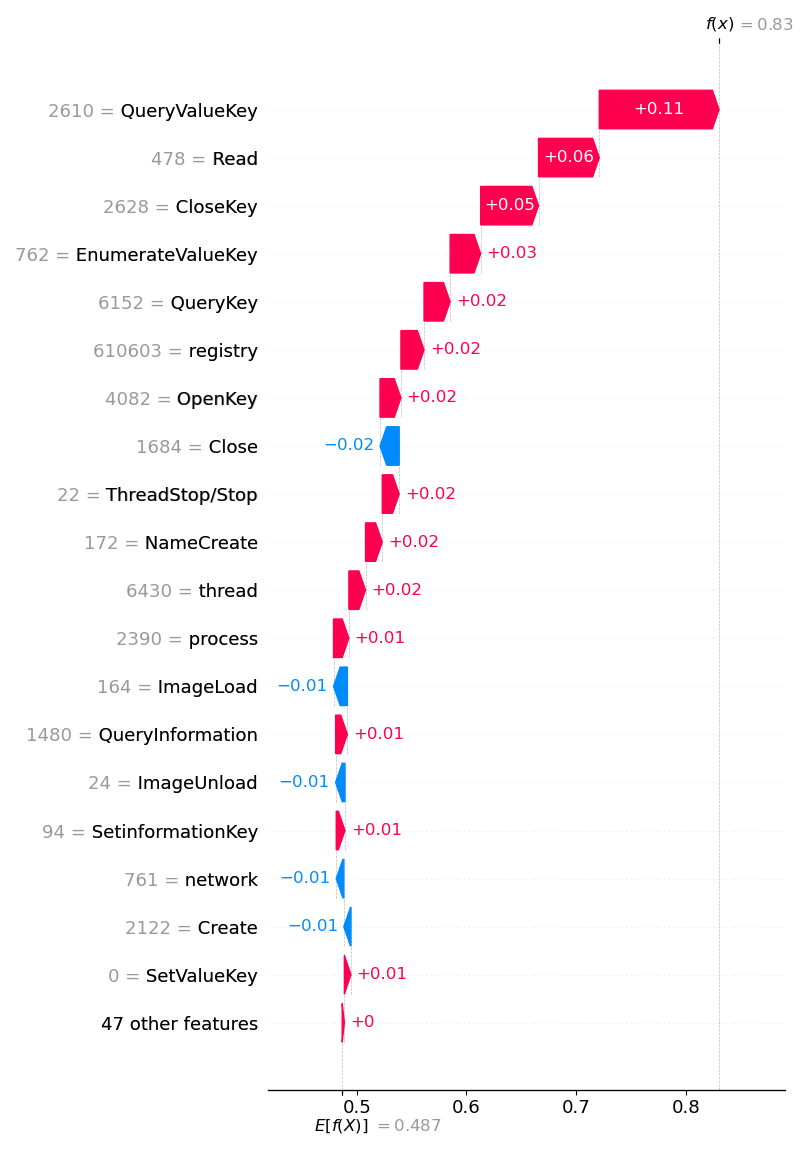 f(x) = 0.83
2610 = QueryValueKey +0.11
478 = Read +0.06
2628 = CloseKey +0.05
762 = EnumerateValueKey +0.03
6152 = QueryKey +0.02
610603 = registry +0.02
4082 = OpenKey +0.02
1684 = Close −0.02
22 = ThreadStop/Stop +0.02
172 = NameCreate +0.02
6430 = thread +0.02
2390 = process +0.01
164 = ImageLoad −0.01
1480 = QueryInformation +0.01
24 = ImageUnload −0.01
94 = SetinformationKey +0.01
761 = network −0.01
2122 = Create −0.01
0 = SetValueKey +0.01
47 other features +0
0.5 0.6 0.7 0.8
E[f(X)] = 0.487